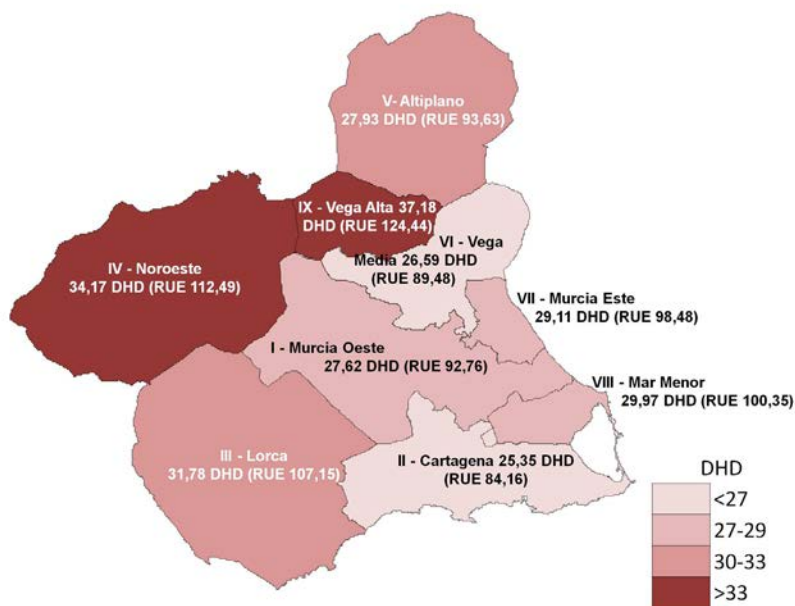 V- Altiplano
27,93 DHD (RUE 93,63)
IX - Vega Alta 37,18
DHD (RUE 124,44)
VI - Vega
Media 26,59 DHD
(RUE 89,48)
IV - Noroeste
34,17 DHD (RUE 112,49)
VII - Murcia Este
29,11 DHD (RUE 98,48)
I - Murcia Oeste
27,62 DHD (RUE 92,76)
VIII - Mar Menor
29,97 DHD (RUE 100,35)
III - Lorca
31,78 DHD (RUE 107,15)
II - Cartagena 25,35 DHD
(RUE 84,16)
DHD
<27
27-29
30-33
>33